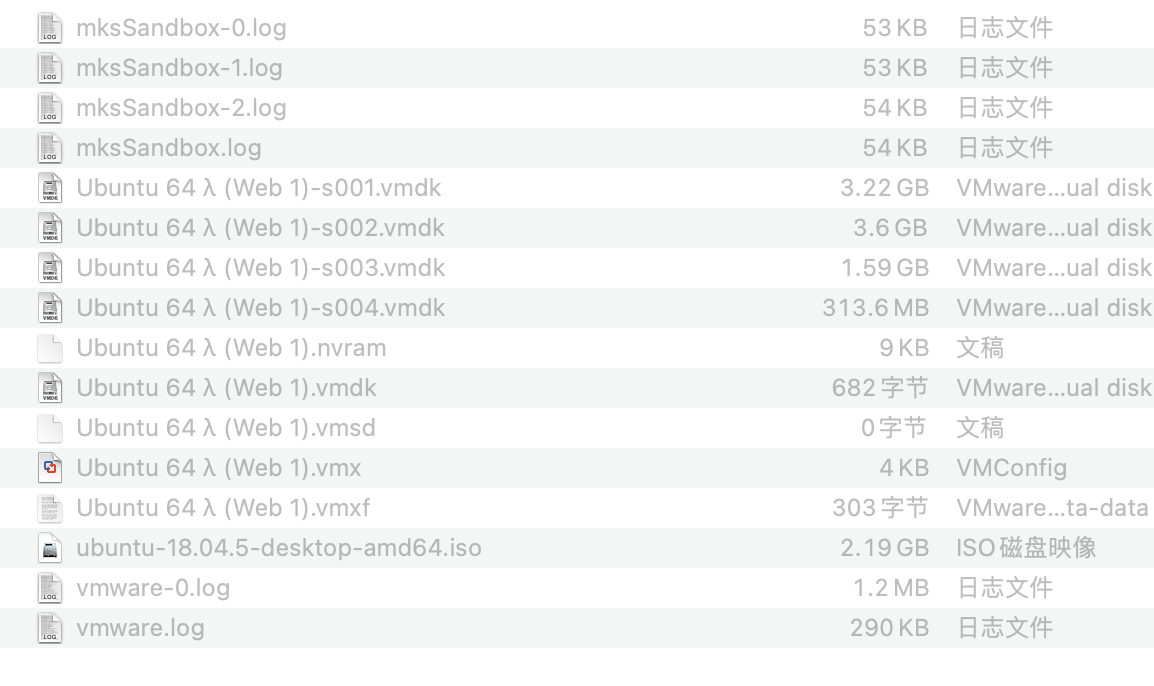 mksSandbox-0.log 53 KB 日志文件
mksSandbox-1.log 53 KB 日志文件
mksSandbox-2.log 54 KB 日志文件
mksSandbox.log 54 KB 日志文件
Ubuntu 64 λ (Web 1)-s001.vmdk 3.22 GB VMware...ual disk
Ubuntu 64 λ (Web 1)-s002.vmdk 3.6 GB VMware...ual disk
Ubuntu 64 λ (Web 1)-s003.vmdk 1.59 GB VMware...ual disk
Ubuntu 64 λ (Web 1)-s004.vmdk 313.6 MB VMware...ual disk
Ubuntu 64 λ (Web 1).nvram 9 KB 文稿
Ubuntu 64 λ (Web 1).vmdk 682 字节 VMware...ual disk
Ubuntu 64 λ (Web 1).vmsd 0 字节 文稿
Ubuntu 64 λ (Web 1).vmx 4 KB VMConfig
Ubuntu 64 λ (Web 1).vmxf 303 字节 VMware...ta-data
ubuntu-18.04.5-desktop-amd64.iso 2.19 GB ISO磁盘映像
vmware-0.log 1.2 MB 日志文件
vmware.log 290 KB 日志文件